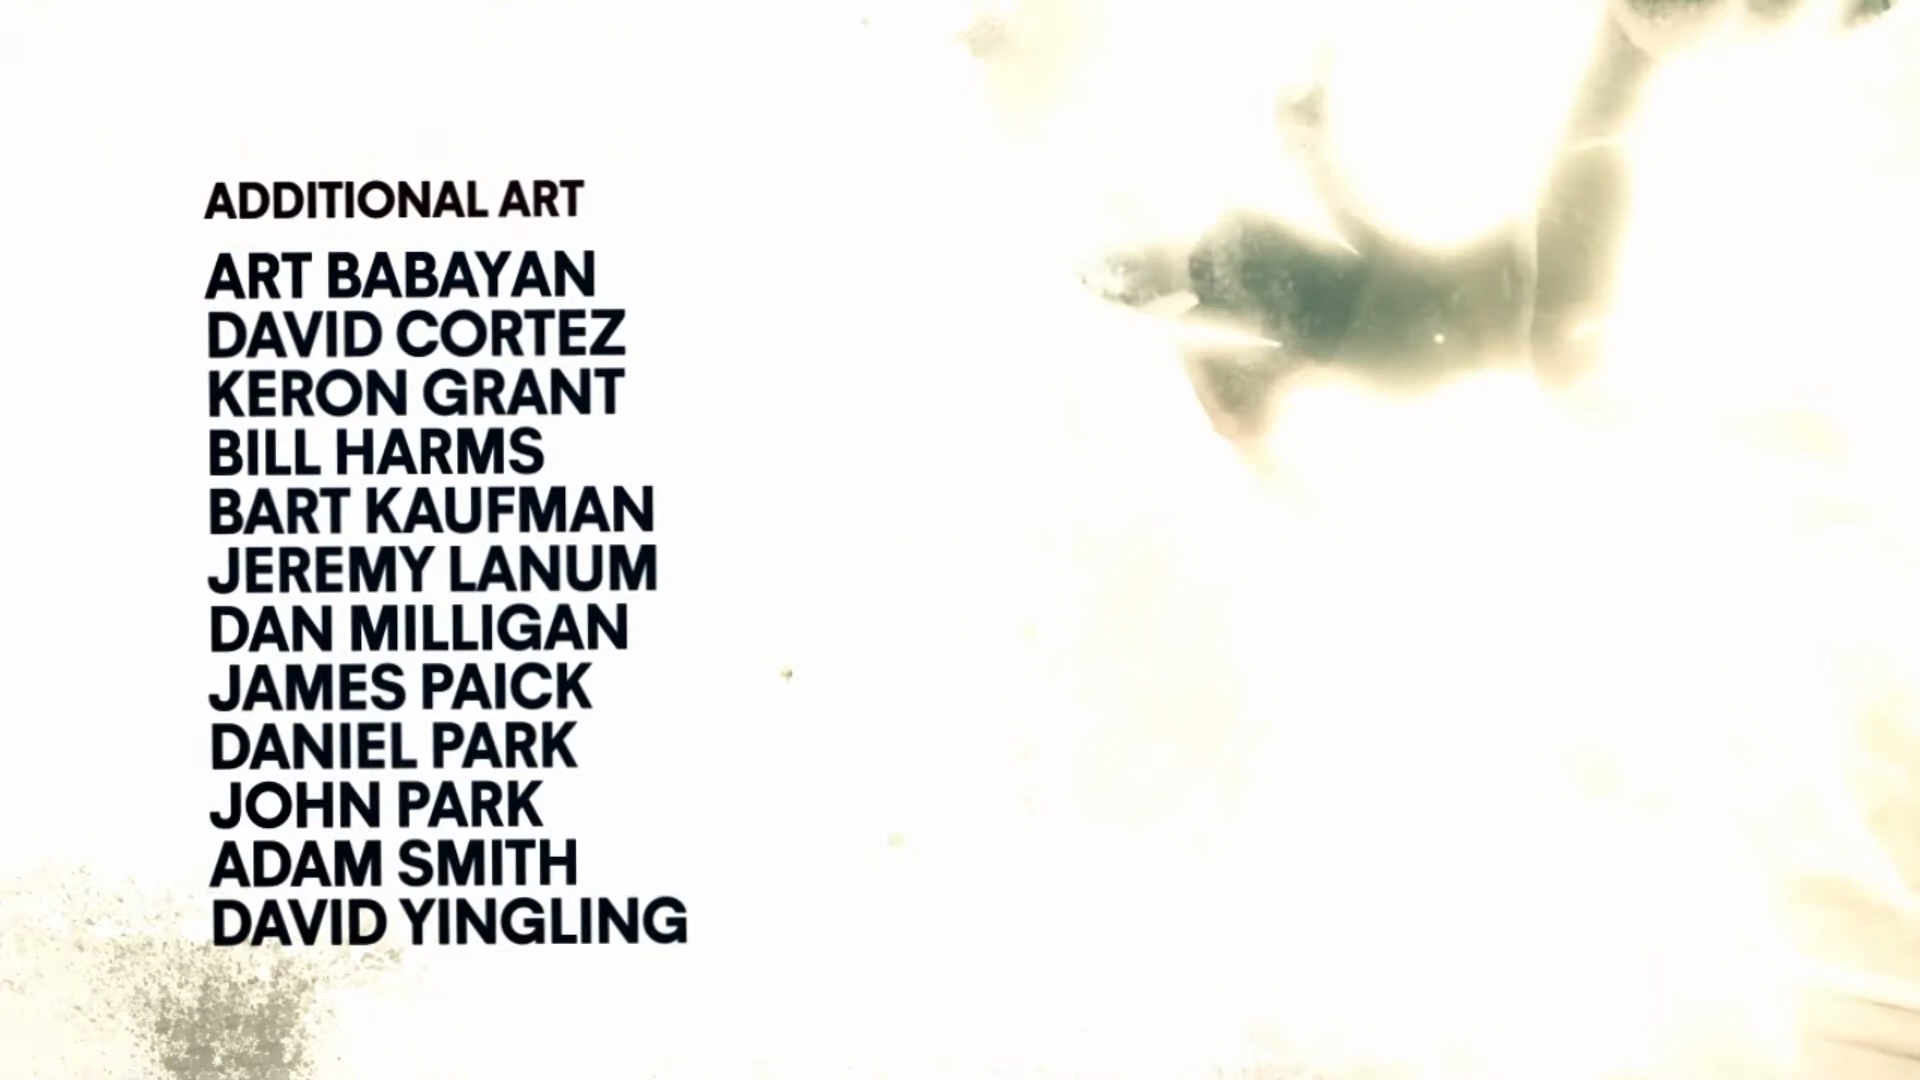 ADDITIONAL ART
ART BABAYAN
DAVID CORTEZ
KERON GRANT
BILL HARMS
BART KAUFMAN
JEREMY LANUM
DAN MILLIGAN
JAMES PAICK
DANIEL PARK
JOHN PARK
ADAM SMITH
DAVID YINGLING